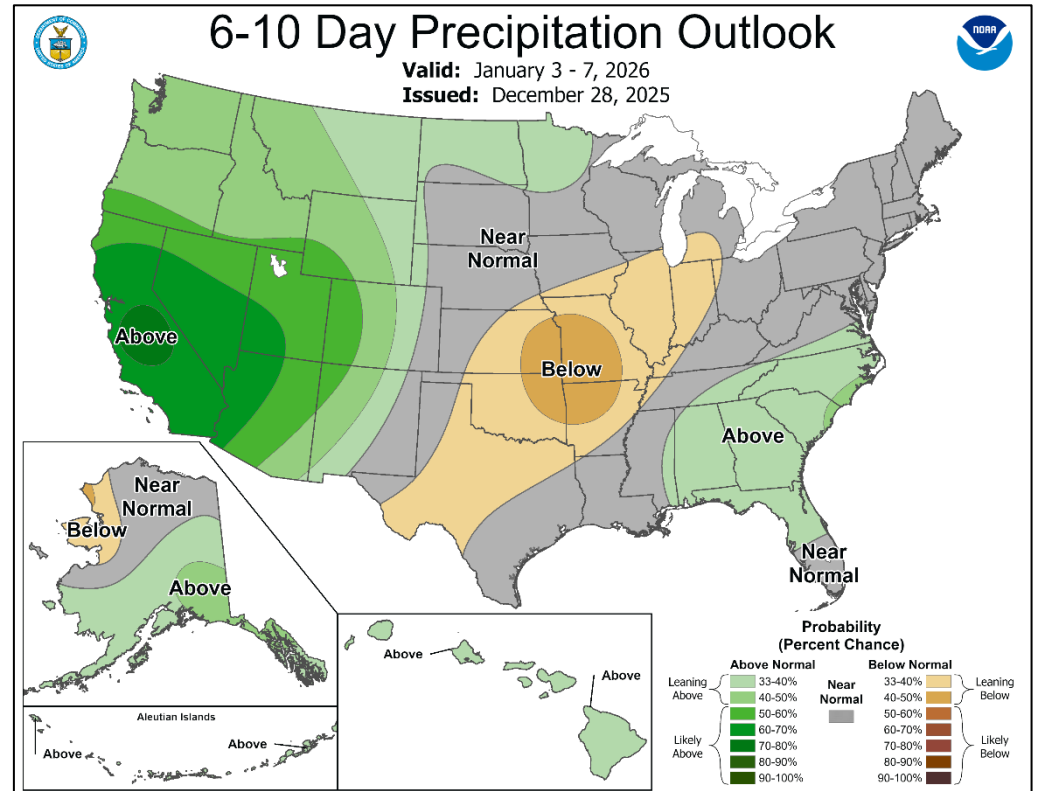 6-10 Day Precipitation Outlook
Valid: January 3 - 7, 2026
Issued: December 28, 2025
NOAA
Near
Normal
Above
Below
Above
Near
Normal
Near
Normal
Below
Above
Aleutian Islands
Above
Above
Above
Above
Probability
(Percent Chance)
Above Normal
Below Normal
Leaning
Above
33-40%
40-50%
Near
Normal
33-40%
40-50%
Leaning
Below
Likely
Above
50-60%
60-70%
70-80%
80-90%
90-100%
50-60%
60-70%
70-80%
80-90%
90-100%
Likely
Below